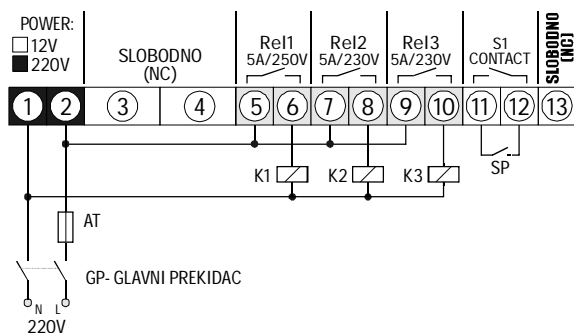 POWER:
12V
220V
SLOBODNO
(NC)
Rel1
5A/250V
Rel2
5A/230V
Rel3
5A/230V
S1
CONTACT
SLOBODNO
(NC)
1 2 3 4 5 6 7 8 9 10 11 12 13
K1 K2 K3 SP
AT
GP- GLAVNI PREKIDAC
N L
220V